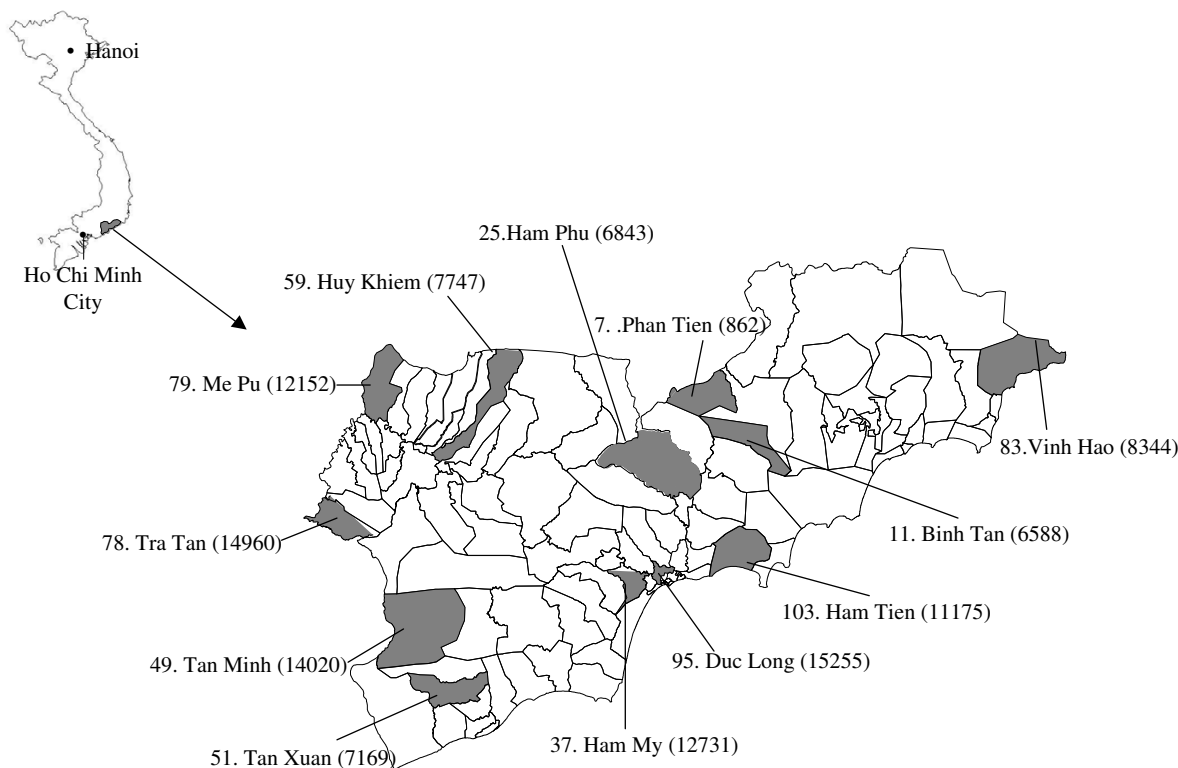 Hanoi
Ho Chi Minh
City
25.Ham Phu (6843)
59. Huy Khiem (7747)
7. .Phan Tien (862)
79. Me Pu (12152)
83.Vinh Hao (8344)
11. Binh Tan (6588)
78. Tra Tan (14960)
103. Ham Tien (11175)
49. Tan Minh (14020)
95. Duc Long (15255)
37. Ham My (12731)
51. Tan Xuan (7169)